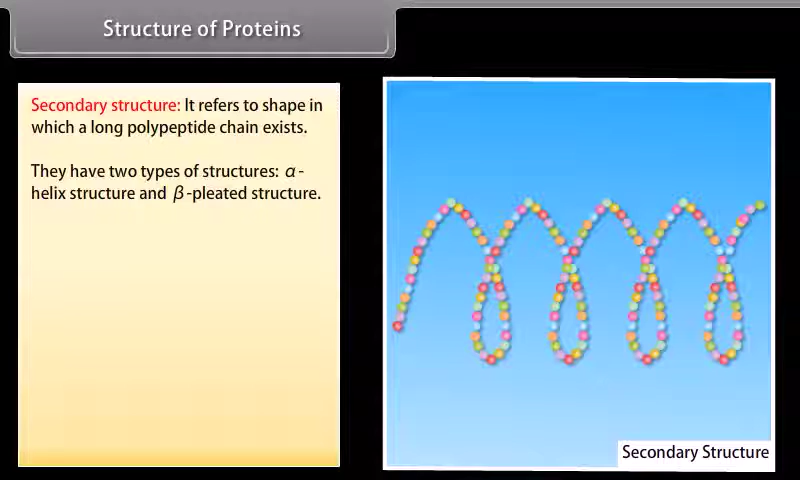 Structure of Proteins
Secondary structure: It refers to shape in
which a long polypeptide chain exists.
They have two types of structures: α-
helix structure and β-pleated structure.
Secondary Structure